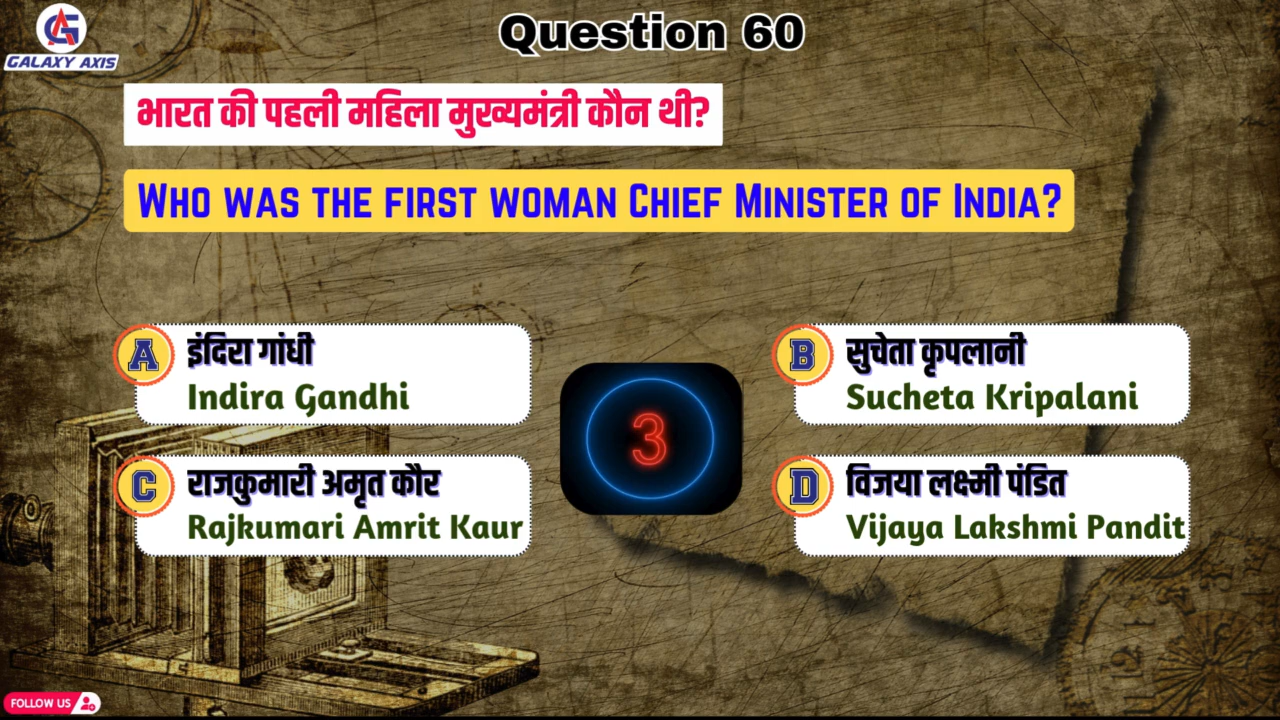 GALAXY AXIS
Question 60
भारत की पहली महिला मुख्यमंत्री कौन थी?
Who was the first woman Chief Minister of India?
A
इंदिरा गांधी
Indira Gandhi
B
सुचेता कृपलानी
Sucheta Kripalani
3
C
राजकुमारी अमृत कौर
Rajkumari Amrit Kaur
D
विजया लक्ष्मी पंडित
Vijaya Lakshmi Pandit
FOLLOW US